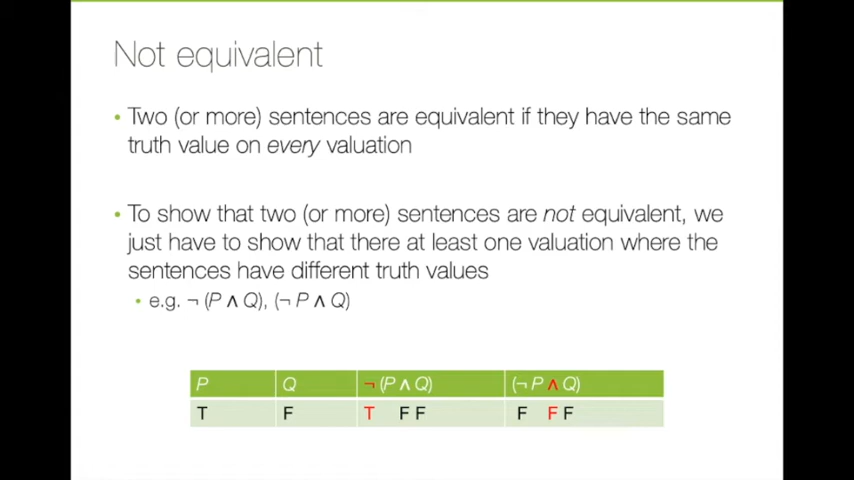 Not equivalent
• Two (or more) sentences are equivalent if they have the same
truth value on every valuation
• To show that two (or more) sentences are not equivalent, we
just have to show that there at least one valuation where the
sentences have different truth values
• e.g. ¬ (P ∧ Q), (¬ P ∧ Q)
P Q ¬ (P ∧ Q) (¬ P ∧ Q)
T F T F F F F F